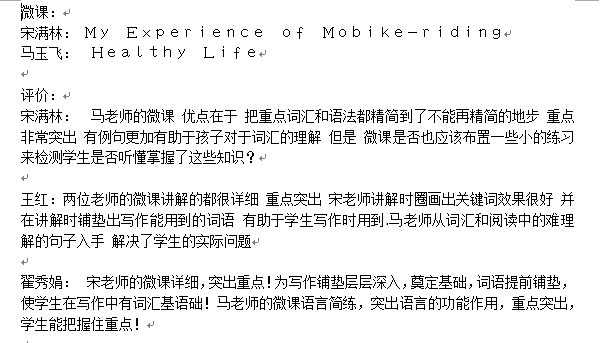 微课：
宋满林： My Experience of Mobike-riding
马玉飞： Healthy Life
评价：
宋满林： 马老师的微课 优点在于 把重点词汇和语法都精简到了不能再精简的地步 重点
非常突出 有例句更加有助于孩子对于词汇的理解 但是 微课是否也应该布置一些小的练习
来检测学生是否听懂掌握了这些知识？
王红：两位老师的微课讲解的都很详细 重点突出 宋老师讲解时圈画出关键词效果很好 并
在讲解时铺垫出写作能用到的词语 有助于学生写作时用到.马老师从词汇和阅读中的难理
解的句子入手 解决了学生的实际问题
翟秀娟： 宋老师的微课详细，突出重点！为写作铺垫层层深入，奠定基础，词语提前铺垫，
使学生在写作中有词汇基语础！马老师的微课语言简练，突出语言的功能作用，重点突出，
学生能把握住重点！